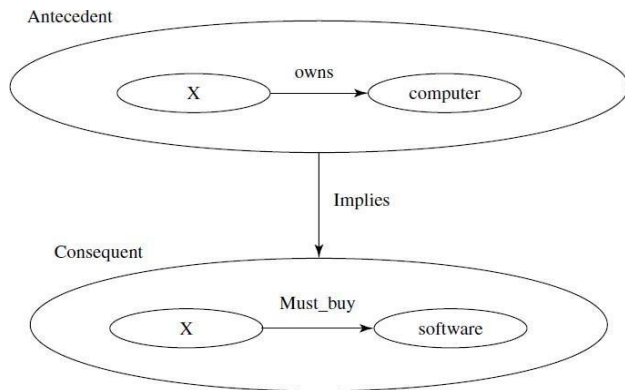 Antecedent
owns
X
computer
Implies
Consequent
Must_buy
X
software